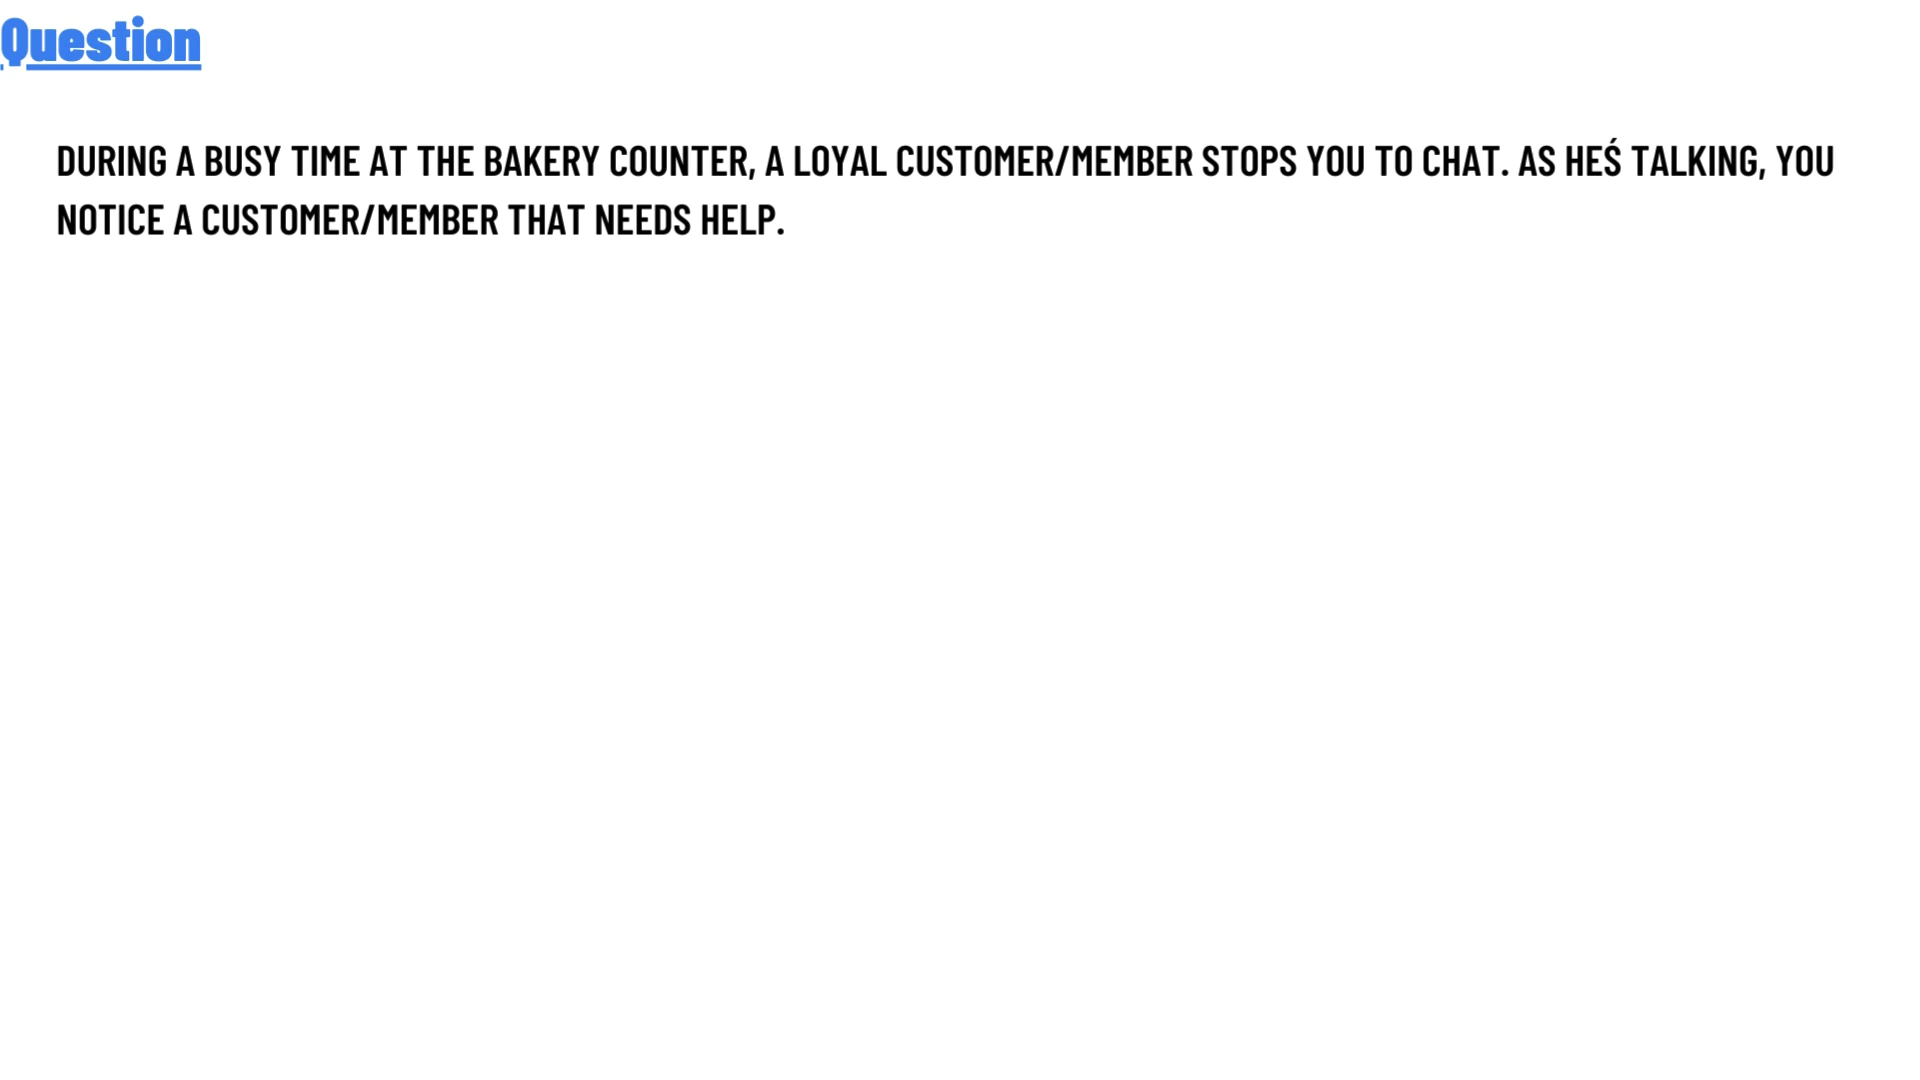 Question
DURING A BUSY TIME AT THE BAKERY COUNTER, A LOYAL CUSTOMER/MEMBER STOPS YOU TO CHAT. AS HEŚ TALKING, YOU
NOTICE A CUSTOMER/MEMBER THAT NEEDS HELP.